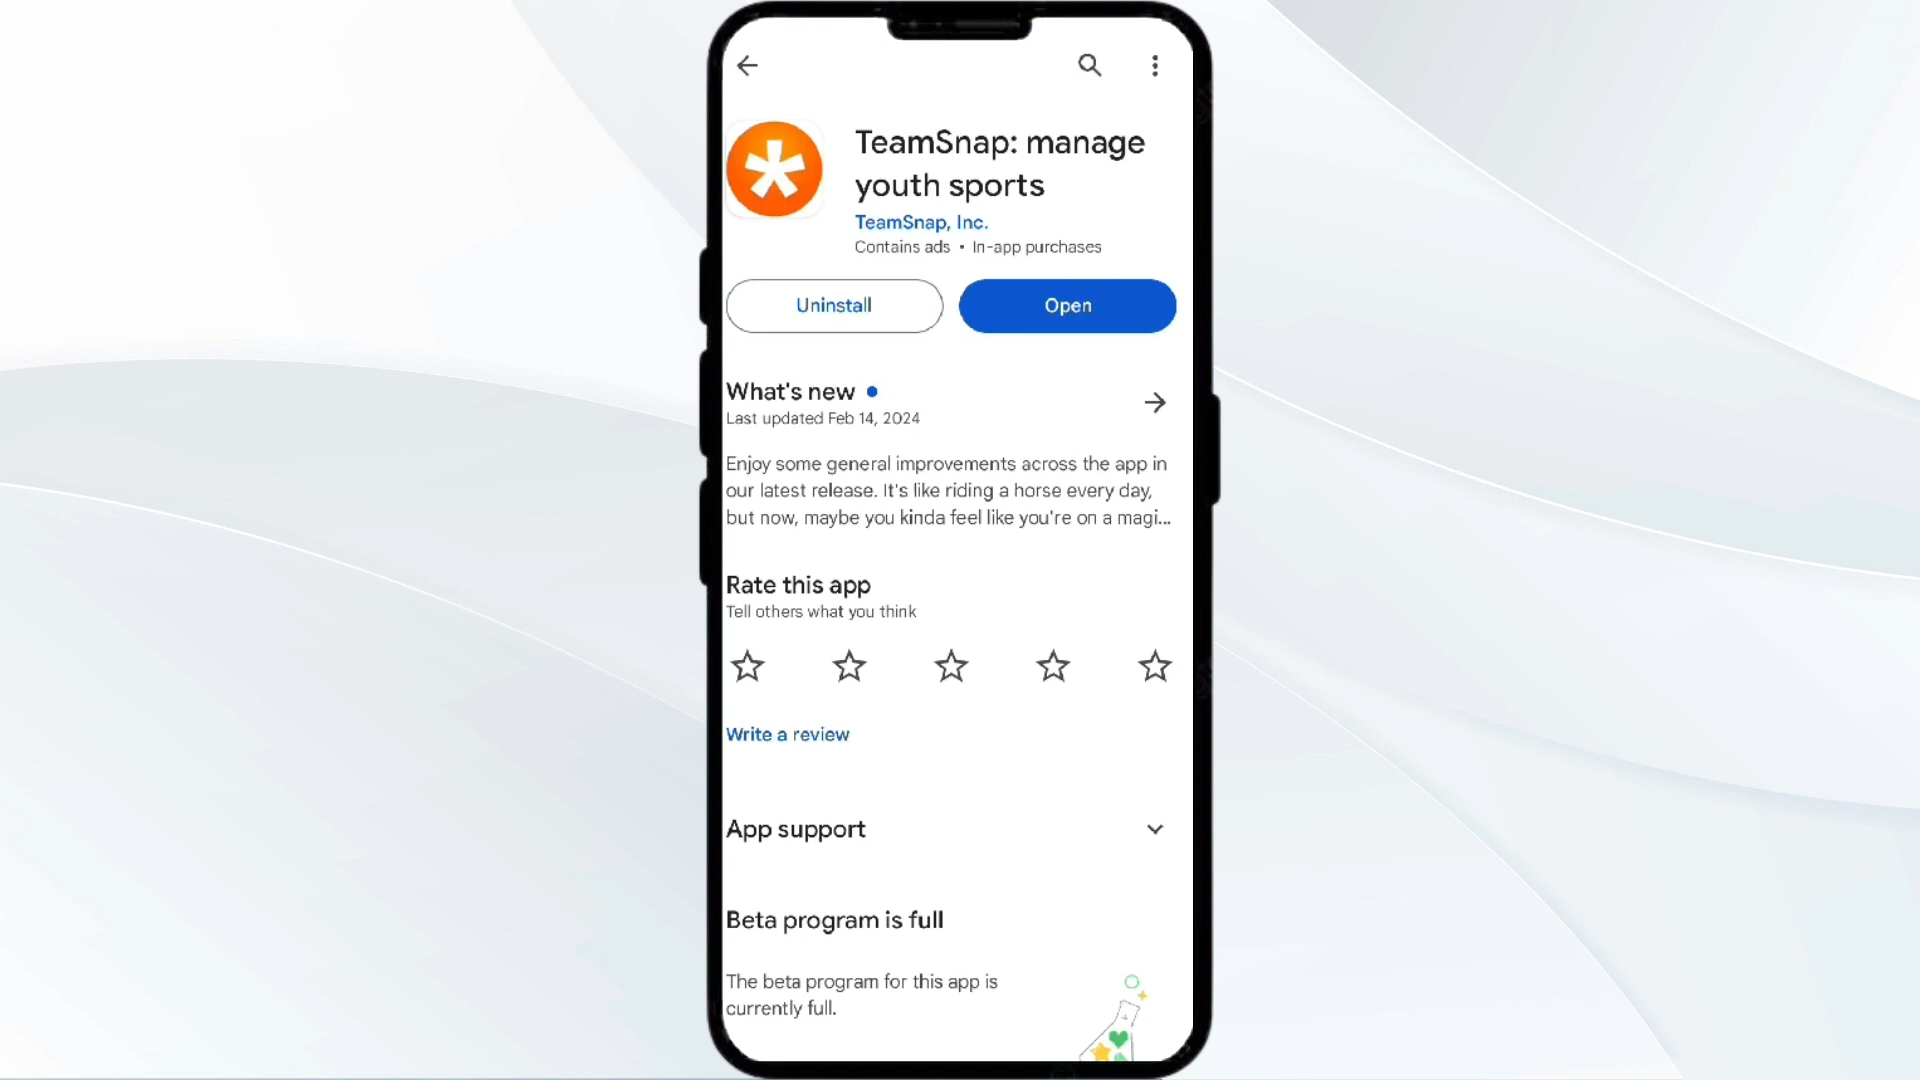 TeamSnap: manage
youth sports
TeamSnap, Inc.
Contains ads • In-app purchases
Uninstall
Open
What's new
Last updated Feb 14, 2024
Enjoy some general improvements across the app in
our latest release. It's like riding a horse every day,
but now, maybe you kinda feel like you're on a magi...
Rate this app
Tell others what you think
Write a review
App support
Beta program is full
The beta program for this app is
currently full.